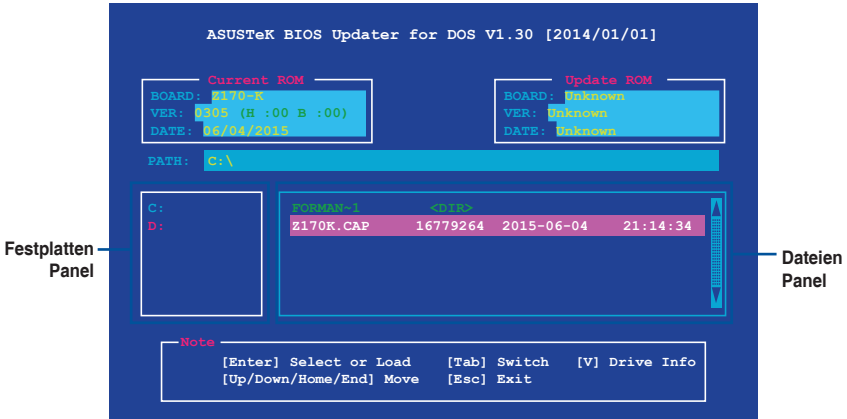 ASUSTeK BIOS Updater for DOS V1.30 [2014/01/01]
Current ROM
BOARD: Z170-K
VER: 0305 (H :00 B :00)
DATE: 06/04/2015
Update ROM
BOARD: Unknown
VER: Unknown
DATE: Unknown
PATH: C:\
C:
D:
FORMAN~1 <DIR>
Z170K.CAP 16779264 2015-06-04 21:14:34
Festplatten
Panel
Dateien
Panel
Note
[Enter] Select or Load [Tab] Switch [V] Drive Info
[Up/Down/Home/End] Move [Esc] Exit